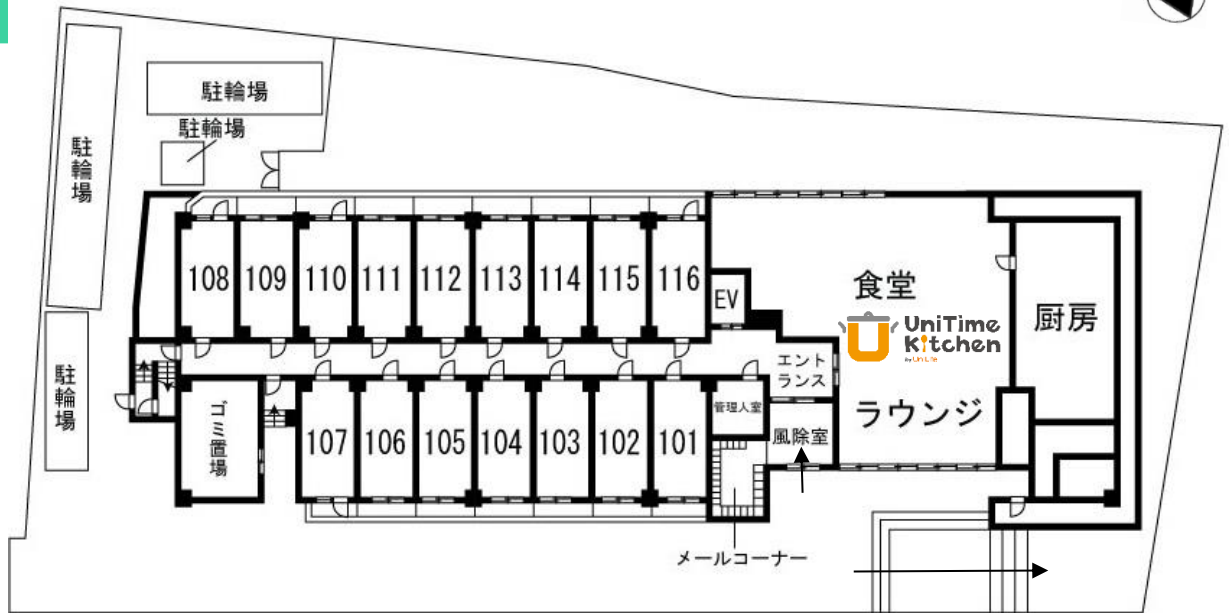 駐輪場
駐輪場
駐輪場
駐輪場
108
109
110
111
112
113
114
115
116
EV
食堂
UniTime
Kitchen
by UniLife
厨房
エント
ランス
ラウンジ
ゴミ置場
107
106
105
104
103
102
101
管理人室
風除室
メールコーナー